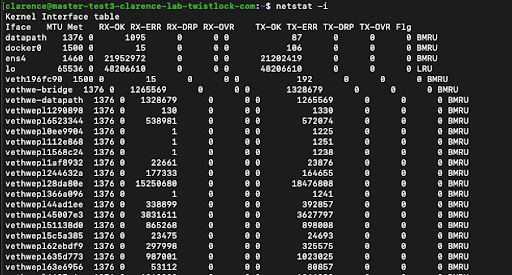 [clarence@master-test3-clarence-lab-twistlock-com:~$ netstat -i
Kernel Interface table
Iface MTU Met RX-OK RX-ERR RX-DRP RX-OVR TX-OK TX-ERR TX-DRP TX-OVR Flg
datapath 1376 0 1095 0 0 0 87 0 0 0 BMRU
docker0 1500 0 15 0 0 0 106 0 0 0 BMRU
ens4 1460 0 21952972 0 0 0 21202419 0 0 0 BMRU
lo 65536 0 48206610 0 0 0 48206610 0 0 0 LRU
veth196fc90 1500 0 15 0 0 0 192 0 0 0 BMRU
vethwe-bridge 1376 0 1265569 0 0 0 1328679 0 0 0 BMRU
vethwe-datapath 1376 0 1328679 0 0 0 1265569 0 0 0 BMRU
vethwepl1290898 1376 0 130 0 0 0 1330 0 0 0 BMRU
vethwepl6523344 1376 0 538981 0 0 0 572074 0 0 0 BMRU
vethwepl0ee9904 1376 0 1 0 0 0 1225 0 0 0 BMRU
vethwepl112e868 1376 0 1 0 0 0 1251 0 0 0 BMRU
vethwepl1568c24 1376 0 1 0 0 0 1238 0 0 0 BMRU
vethwepl1af8932 1376 0 22661 0 0 0 23876 0 0 0 BMRU
vethwepl244632a 1376 0 177333 0 0 0 164655 0 0 0 BMRU
vethwepl28da80e 1376 0 15250680 0 0 0 18476808 0 0 0 BMRU
vethwepl366a096 1376 0 1 0 0 0 1241 0 0 0 BMRU
vethwepl44ad1ee 1376 0 338899 0 0 0 392857 0 0 0 BMRU
vethwepl45007e3 1376 0 3831611 0 0 0 3627797 0 0 0 BMRU
vethwepl51138d0 1376 0 865268 0 0 0 898008 0 0 0 BMRU
vethwepl5c5a385 1376 0 23475 0 0 0 24693 0 0 0 BMRU
vethwepl62ebdf9 1376 0 297998 0 0 0 325575 0 0 0 BMRU
vethwepl635d773 1376 0 987001 0 0 0 1023025 0 0 0 BMRU
vethwepl63e6956 1376 0 53112 0 0 0 80857 0 0 0 BMRU